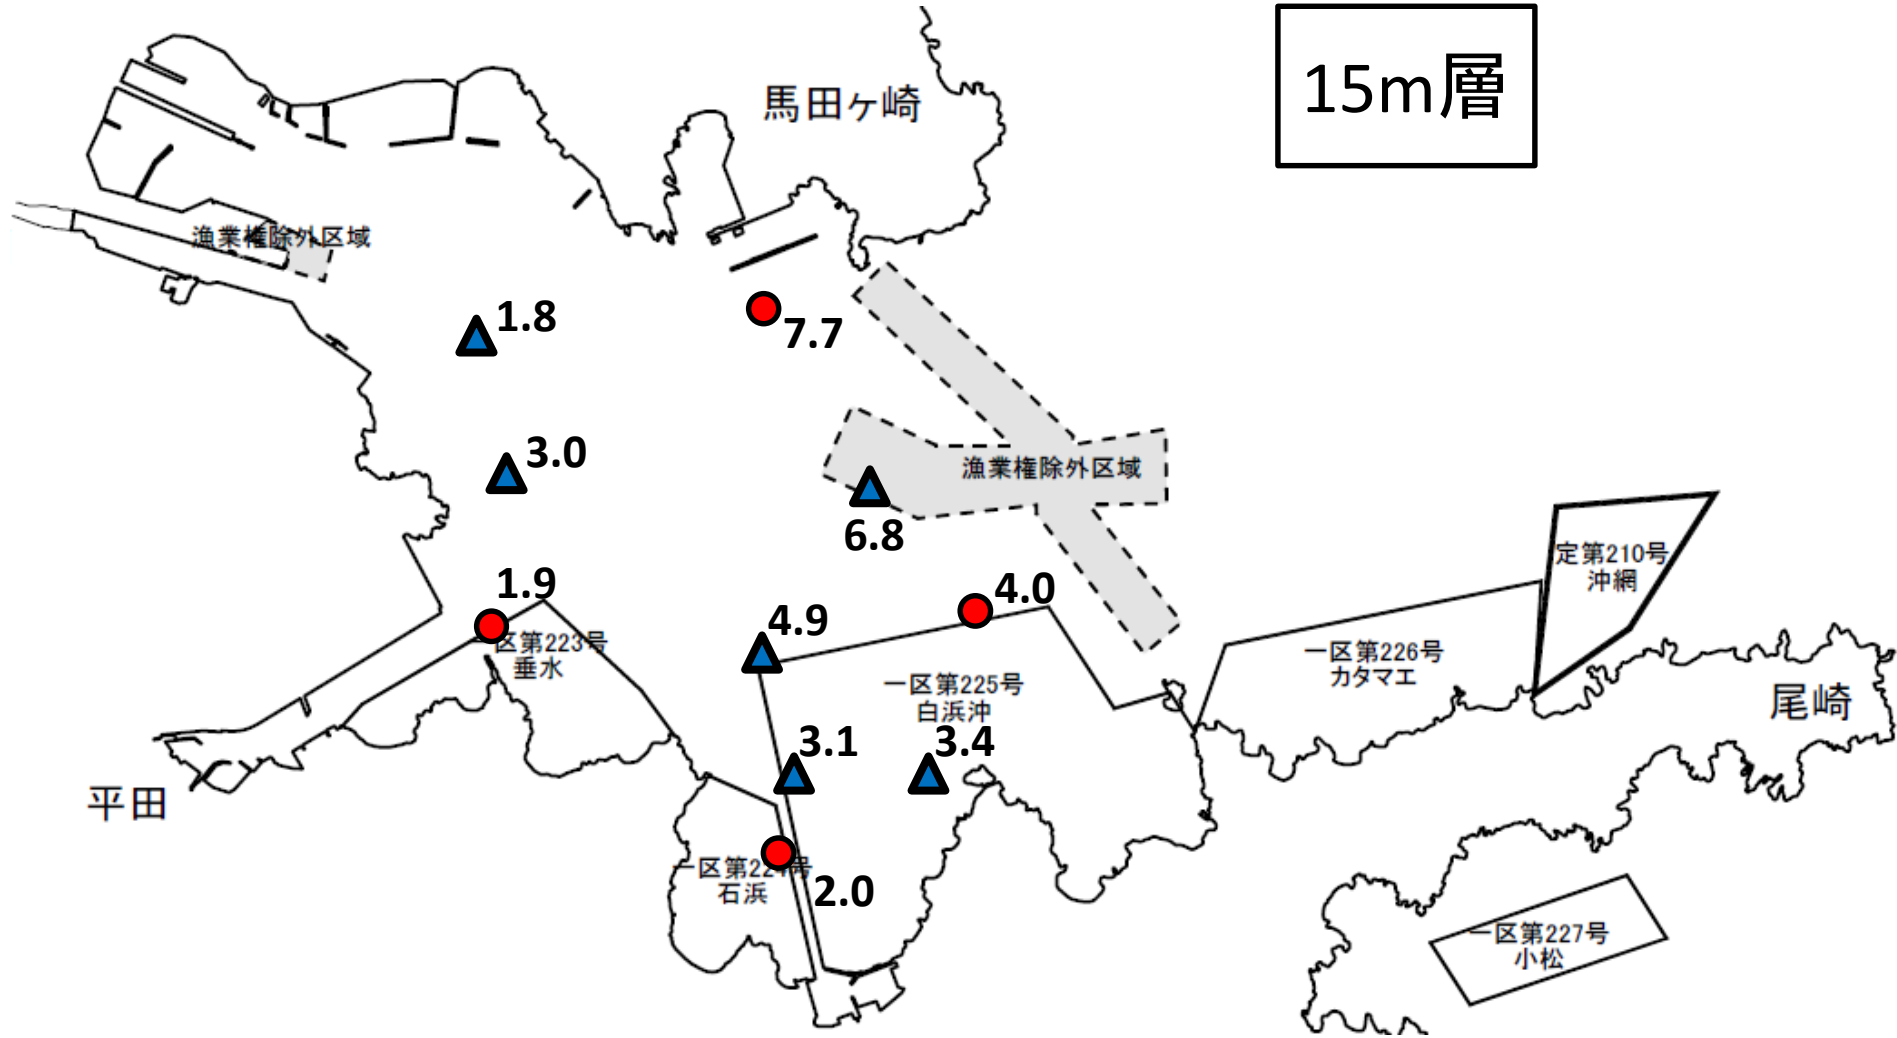 15m層
馬田ヶ崎
漁業権除外区域
1.8
7.7
3.0
漁業権除外区域
6.8
定第210号
沖網
1.9
4.0
4.9
区第223号
垂水
一区第226号
カタマエ
一区第225号
白浜沖
尾崎
3.1
3.4
平田
一区第224号
石浜
2.0
一区第227号
小松